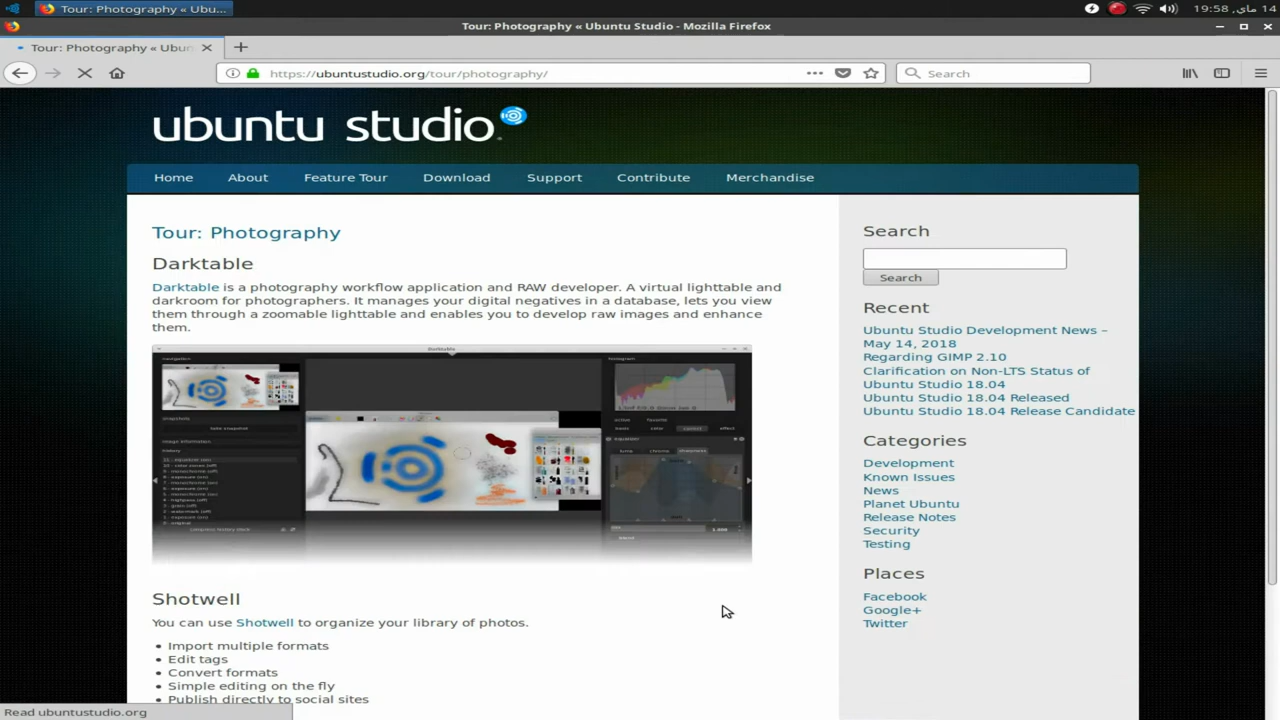 Tour: Photography « Ubu...
19:58 ,ماي 14
Tour: Photography « Ubuntu Studio - Mozilla Firefox
Tour: Photography « Ubun
https://ubuntustudio.org/tour/photography/
Search
ubuntu studio
Home About Feature Tour Download Support Contribute Merchandise
Tour: Photography
Darktable
Darktable is a photography workflow application and RAW developer. A virtual lighttable and
darkroom for photographers. It manages your digital negatives in a database, lets you view
them through a zoomable lighttable and enables you to develop raw images and enhance
them.
Shotwell
You can use Shotwell to organize your library of photos.
• Import multiple formats
• Edit tags
• Convert formats
• Simple editing on the fly
• Publish directly to social sites
Search
Search
Recent
Ubuntu Studio Development News –
May 14, 2018
Regarding GIMP 2.10
Clarification on Non-LTS Status of
Ubuntu Studio 18.04
Ubuntu Studio 18.04 Released
Ubuntu Studio 18.04 Release Candidate
Categories
Development
Known Issues
News
Planet Ubuntu
Release Notes
Security
Testing
Places
Facebook
Google+
Twitter
Read ubuntustudio.org